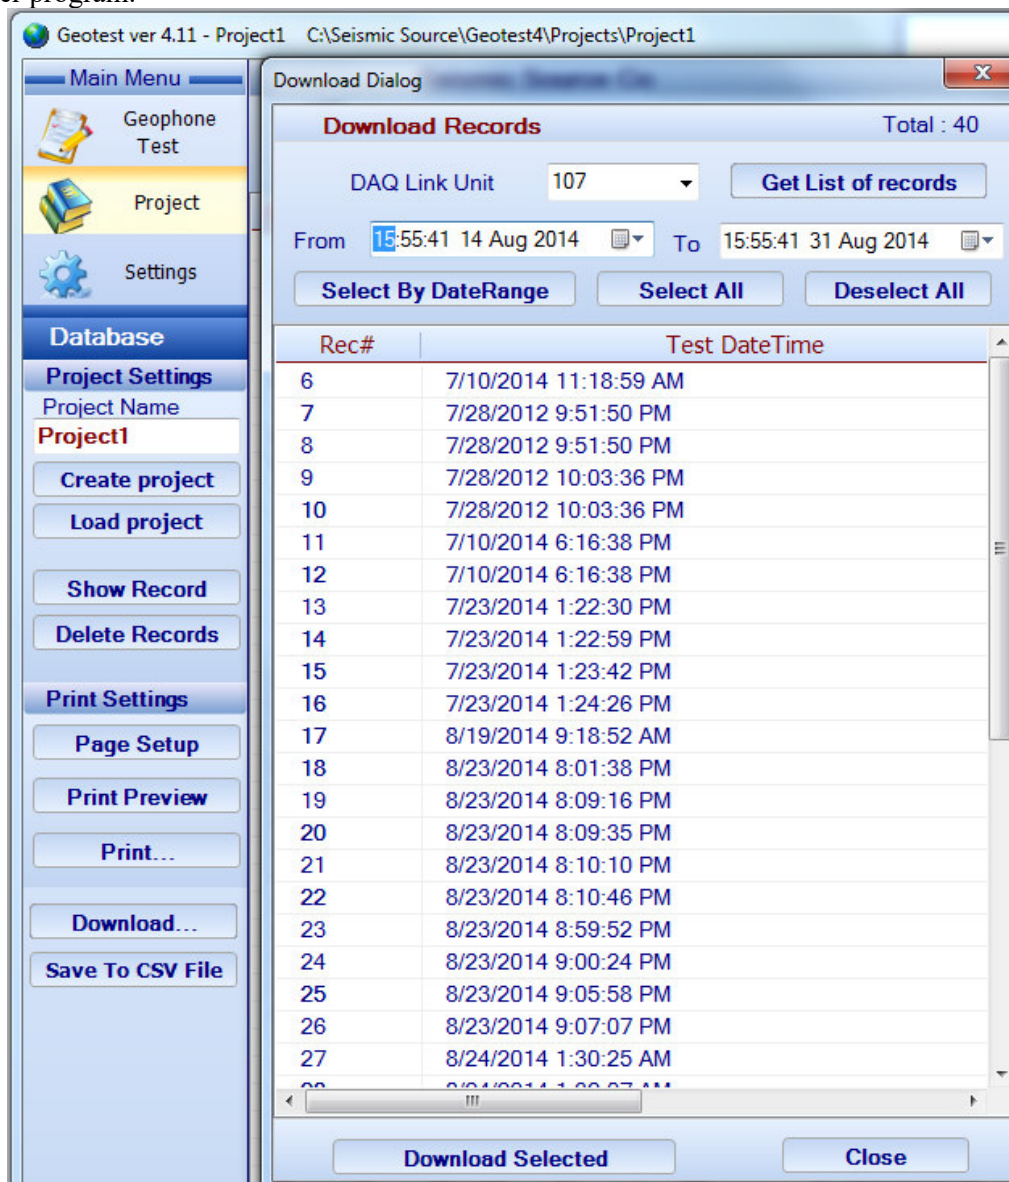 er program.
Geotest ver 4.11 - Project1 C:\Seismic Source\Geotest4\Projects\Project1
Main Menu
Geophone
Test
Project
Settings
Database
Project Settings
Project Name
Project1
Create project
Load project
Show Record
Delete Records
Print Settings
Page Setup
Print Preview
Print...
Download...
Save To CSV File
Download Dialog
Download Records Total : 40
DAQ Link Unit 107 Get List of records
From 15:55:41 14 Aug 2014 To 15:55:41 31 Aug 2014
Select By DateRange Select All Deselect All
Rec# Test DateTime
6 7/10/2014 11:18:59 AM
7 7/28/2012 9:51:50 PM
8 7/28/2012 9:51:50 PM
9 7/28/2012 10:03:36 PM
10 7/28/2012 10:03:36 PM
11 7/10/2014 6:16:38 PM
12 7/10/2014 6:16:38 PM
13 7/23/2014 1:22:30 PM
14 7/23/2014 1:22:59 PM
15 7/23/2014 1:23:42 PM
16 7/23/2014 1:24:26 PM
17 8/19/2014 9:18:52 AM
18 8/23/2014 8:01:38 PM
19 8/23/2014 8:09:16 PM
20 8/23/2014 8:09:35 PM
21 8/23/2014 8:10:10 PM
22 8/23/2014 8:10:46 PM
23 8/23/2014 8:59:52 PM
24 8/23/2014 9:00:24 PM
25 8/23/2014 9:05:58 PM
26 8/23/2014 9:07:07 PM
27 8/24/2014 1:30:25 AM
Download Selected Close